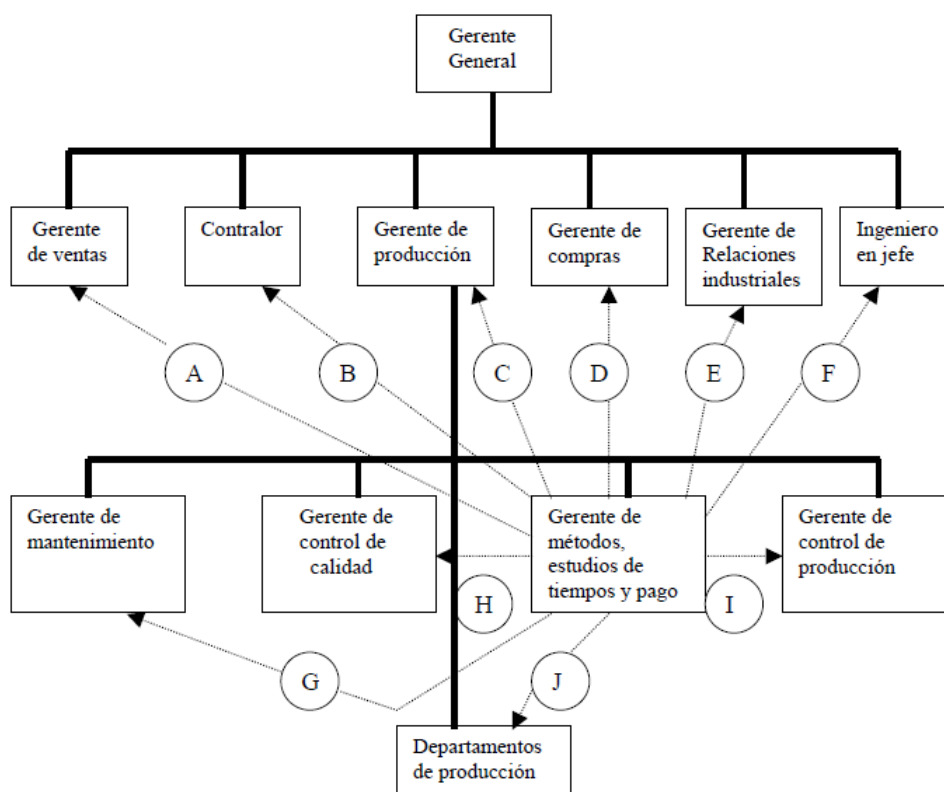 Gerente
General
Gerente
de ventas
Contralor
Gerente de
producción
Gerente de
compras
Gerente de
Relaciones
industriales
Ingeniero
en jefe
A
B
C
D
E
F
Gerente de
mantenimiento
Gerente de
control de
calidad
Gerente de
métodos,
estudios de
tiempos y pago
Gerente de
control de
producción
H
I
G
J
Departamentos
de producción